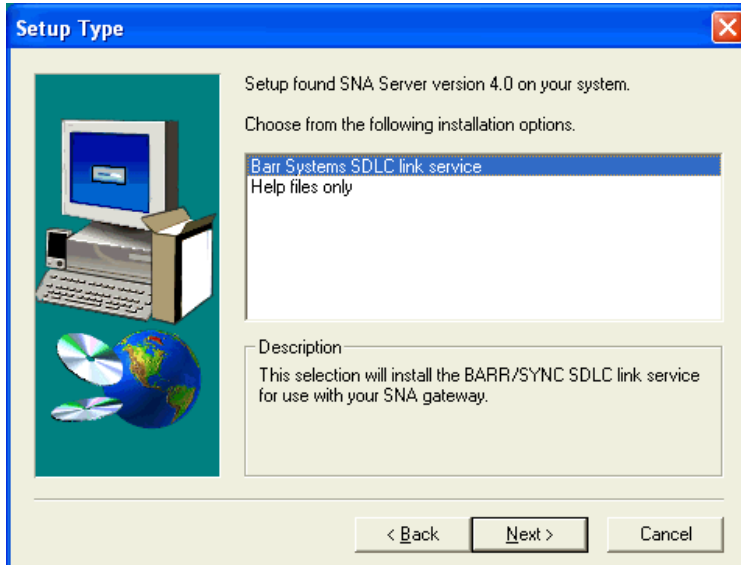 Setup Type
Setup found SNA Server version 4.0 on your system.
Choose from the following installation options.
Barr Systems SDLC link service
Help files only
Description
This selection will install the BARR/SYNC SDLC link service
for use with your SNA gateway.
< Back
Next >
Cancel